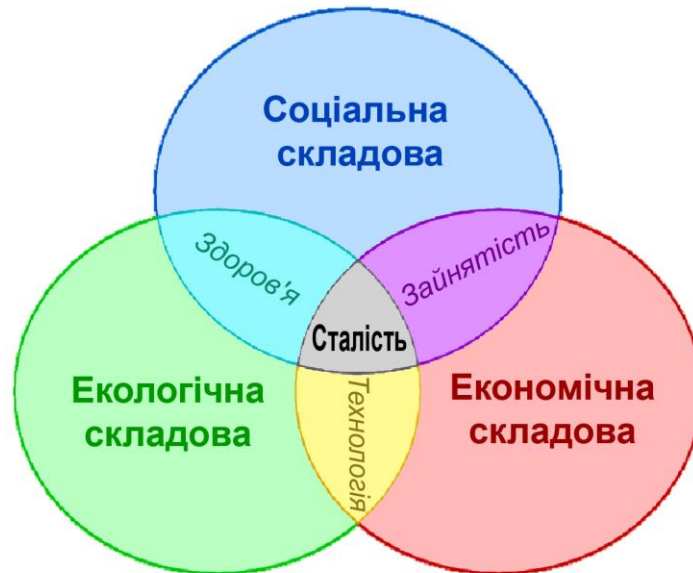 Соціальна
складова
Здоров'я
Зайнятість
Сталість
Екологічна
складова
Технологія
Економічна
складова